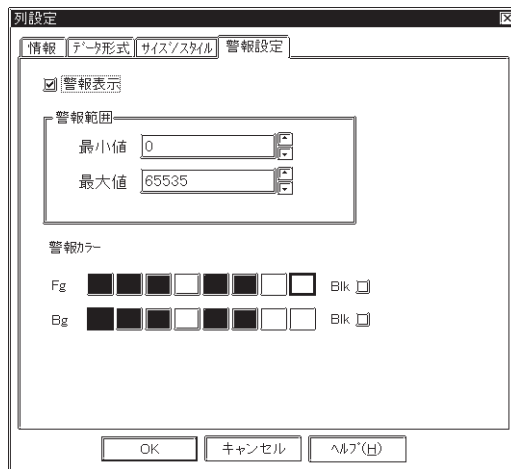 列設定
情報 ﾃﾞｰﾀ形式 ｻｲｽﾞ/ｽﾀｲﾙ 警報設定
警報表示
警報範囲
最小値 0
最大値 65535
警報ｶﾗｰ
Fg Blk
Bg Blk
OK キャンセル ﾍﾙﾌﾟ(H)